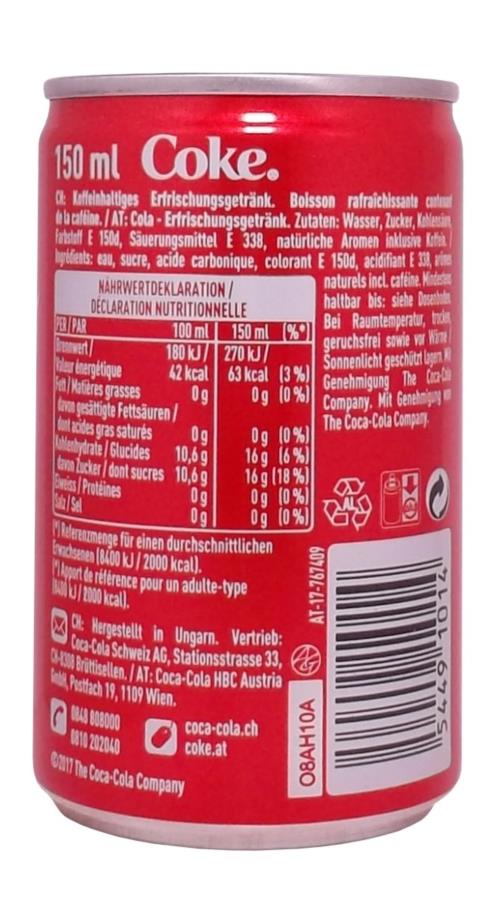 150 ml Coke.
CH: Koffeinhaltiges Erfrischungsgetränk. Boisson rafraîchissante contenant
de la caféine. / AT: Cola - Erfrischungsgetränk. Zutaten: Wasser, Zucker, Kohlensäure,
Farbstoff E 150d, Säuerungsmittel E 338, natürliche Aromen inklusive Koffein. /
Ingrédients: eau, sucre, acide carbonique, colorant E 150d, acidifiant E 338, arômes
naturels incl. caféine. Mindestens
haltbar bis: siehe Dosenboden.
Bei Raumtemperatur, trocken,
geruchsfrei sowie vor Wärme /
Sonnenlicht geschützt lagern. Mit
Genehmigung The Coca-Cola
Company. Mit Genehmigung von
The Coca-Cola Company.
NÄHRWERTDEKLARATION /
DÉCLARATION NUTRITIONNELLE
PER / PAR 100 ml 150 ml (%*)
Brennwert / 180 kJ / 270 kJ /
Valeur énergétique 42 kcal 63 kcal (3 %)
Fett / Matières grasses 0 g 0 g (0 %)
davon gesättigte Fettsäuren /
dont acides gras saturés 0 g 0 g (0 %)
Kohlenhydrate / Glucides 10,6 g 16 g (6 %)
davon Zucker / dont sucres 10,6 g 16 g (18 %)
Eiweiss / Protéines 0 g 0 g (0 %)
Salz / Sel 0 g 0 g (0 %)
(*) Referenzmenge für einen durchschnittlichen
Erwachsenen (8400 kJ / 2000 kcal).
(*) Apport de référence pour un adulte-type
(8400 kJ / 2000 kcal).
CH: Hergestellt in Ungarn. Vertrieb:
Coca-Cola Schweiz AG, Stationsstrasse 33,
CH-8306 Brüttisellen. / AT: Coca-Cola HBC Austria
GmbH, Postfach 19, 1109 Wien.
0848 808000
0810 202040
coca-cola.ch
coke.at
©2017 The Coca-Cola Company
AL
AT-17-767409
08AH10A
5449 1014